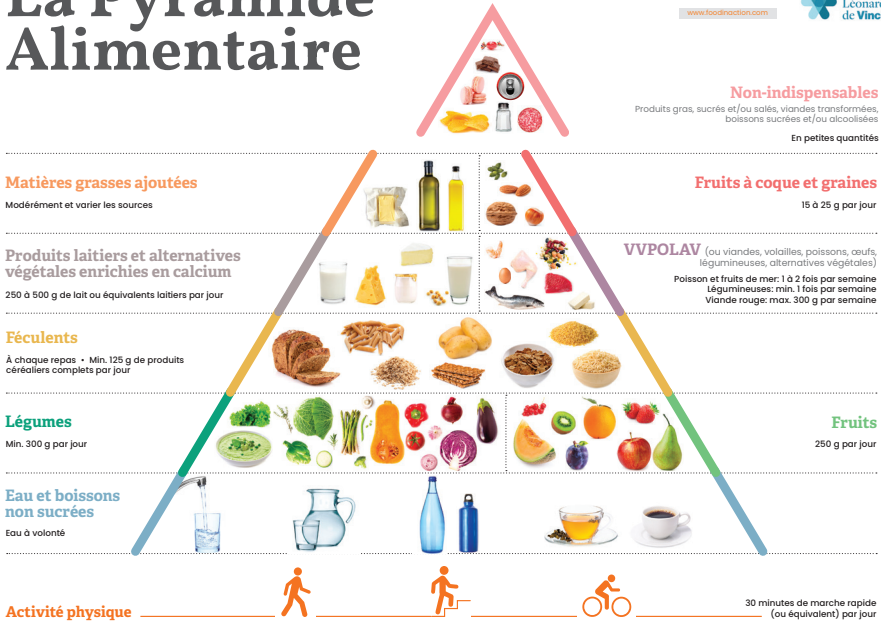 La Pyramide
Alimentaire
www.foodinaction.com
Léonard
de Vinci
Non-indispensables
Produits gras, sucrés et/ou salés, viandes transformées,
boissons sucrées et/ou alcoolisées
En petites quantités
Matières grasses ajoutées
Modérément et varier les sources
Fruits à coque et graines
15 à 25 g par jour
Produits laitiers et alternatives
végétales enrichies en calcium
250 à 500 g de lait ou équivalents laitiers par jour
VVPOLAV (ou viandes, volailles, poissons, œufs,
légumineuses, alternatives végétales)
Poisson et fruits de mer: 1 à 2 fois par semaine
Légumineuses: min. 1 fois par semaine
Viande rouge: max. 300 g par semaine
Féculents
À chaque repas • Min. 125 g de produits
céréaliers complets par jour
Légumes
Min. 300 g par jour
Fruits
250 g par jour
Eau et boissons
non sucrées
Eau à volonté
Activité physique
30 minutes de marche rapide
(ou équivalent) par jour